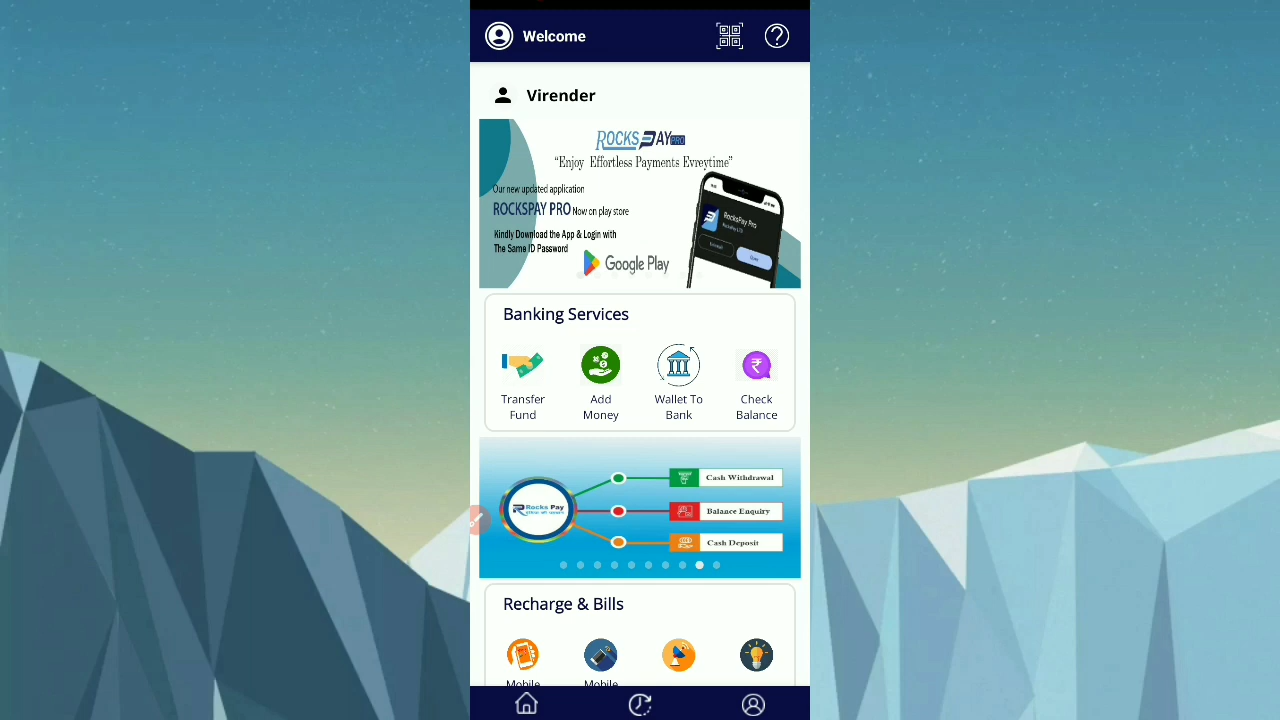 Welcome
Virender
ROCKSPAY PRO
“Enjoy Effortless Payments Evreytime”
Our new updated application
ROCKSPAY PRO Now on play store
Kindly Download the App & Login with
The Same ID Password
Google Play
RocksPay Pro
Banking Services
Transfer Fund
Add Money
Wallet To Bank
Check Balance
Rocks Pay
Cash Withdrawal
Balance Enquiry
Cash Deposit
Recharge & Bills
Mobile
Mobile